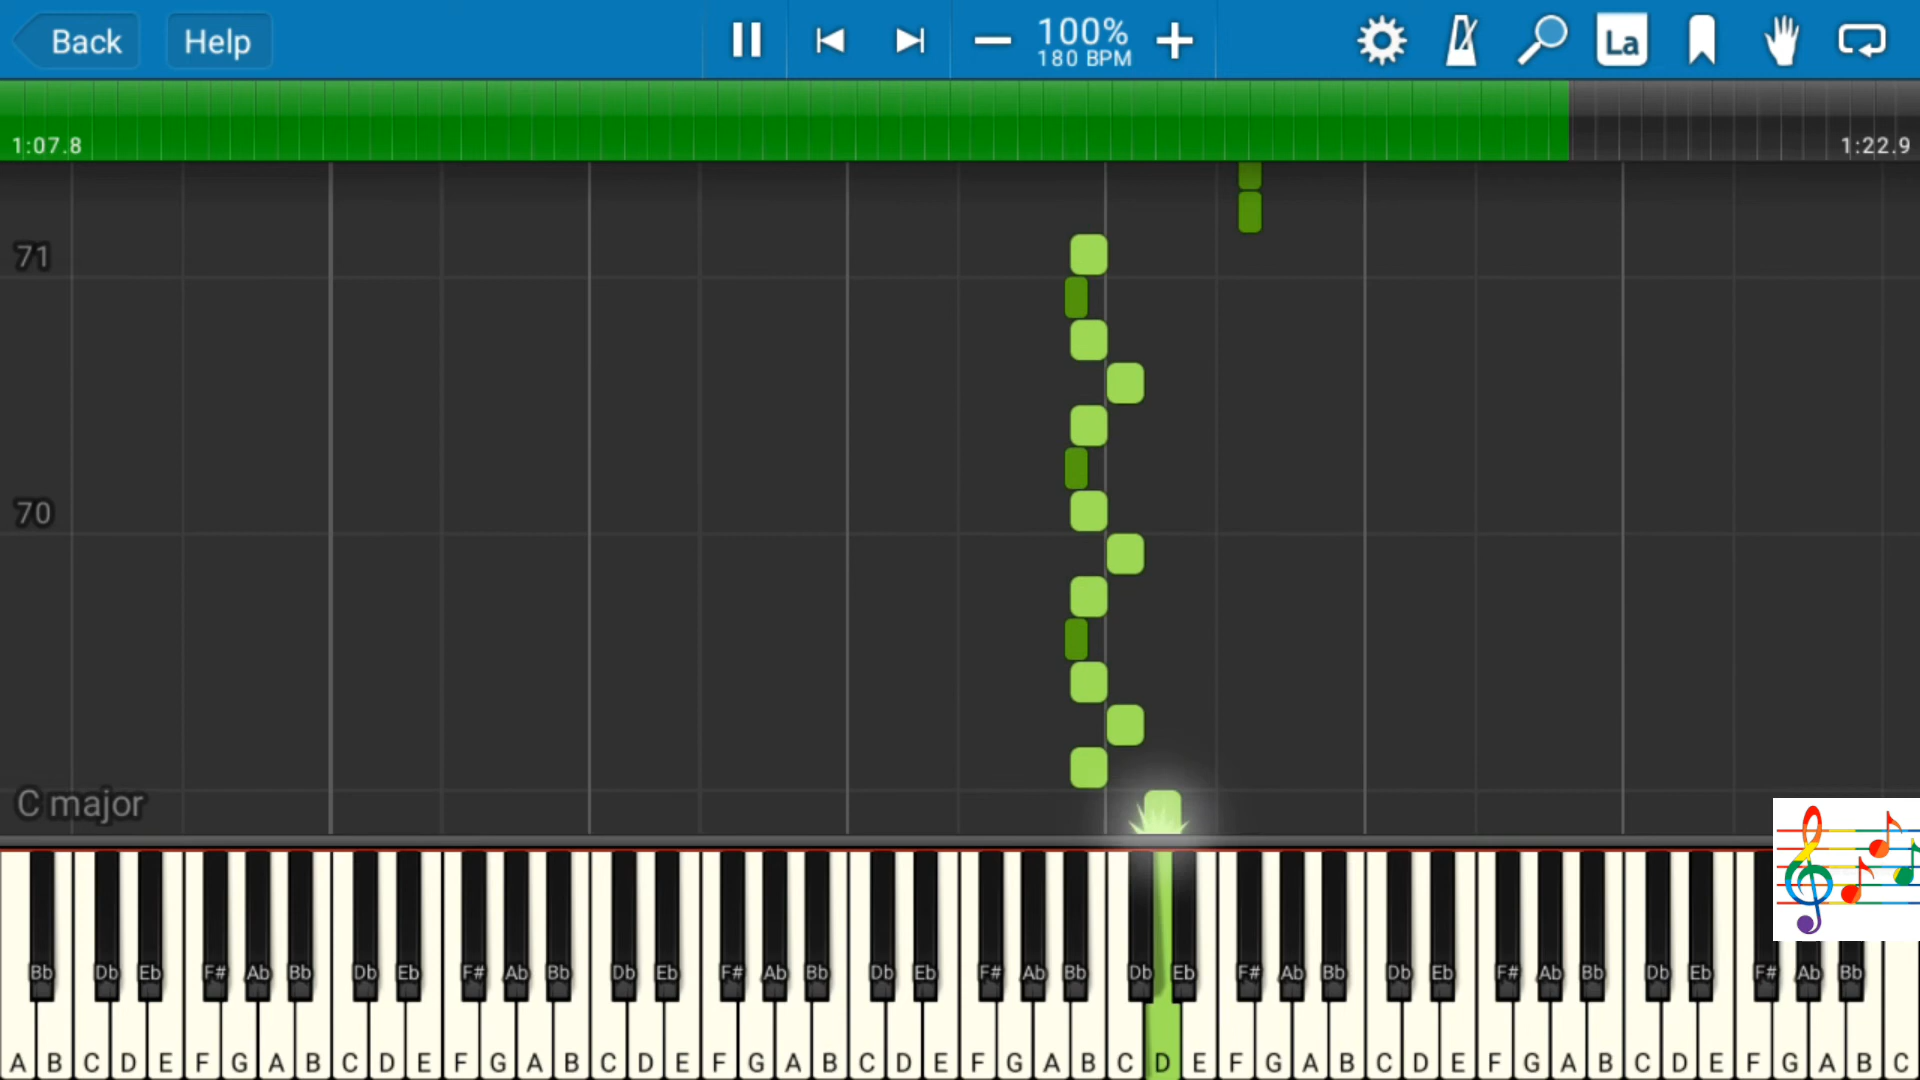 Back Help 100% La
180 BPM
1:07.8 1:22.9
71
70
C major
Bb Db Eb F# Ab Bb Db Eb F# Ab Bb Db Eb F# Ab Bb Db Eb F# Ab Bb Db Eb F# Ab Bb Db Eb F# Ab Bb Db Eb F# Ab Bb
A B C D E F G A B C D E F G A B C D E F G A B C D E F G A B C D E F G A B C D E F G A B C D E F G A B C